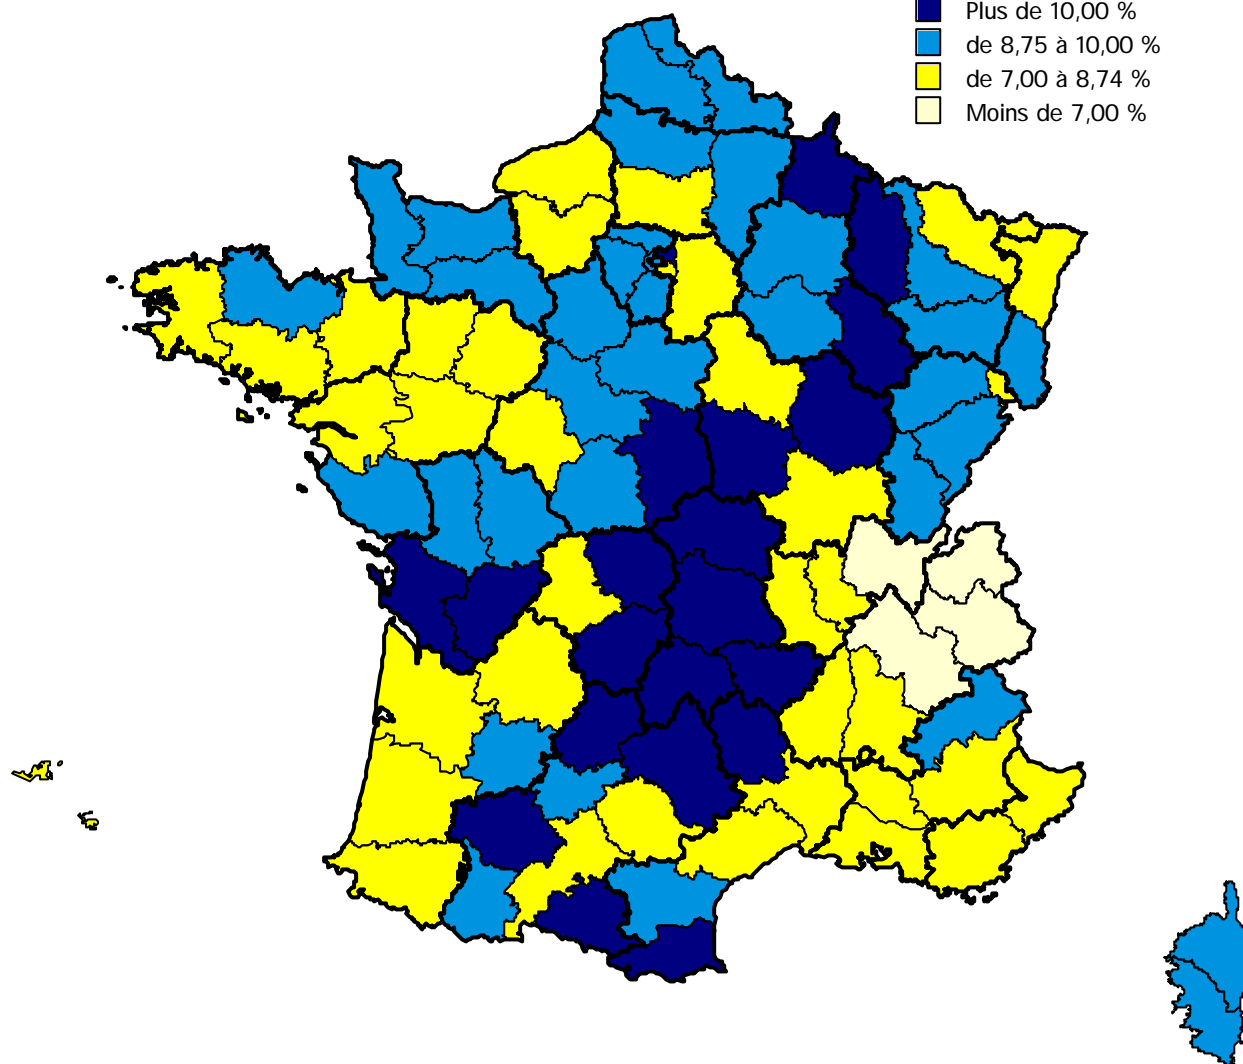 Plus de 10,00 %
de 8,75 à 10,00 %
de 7,00 à 8,74 %
Moins de 7,00 %